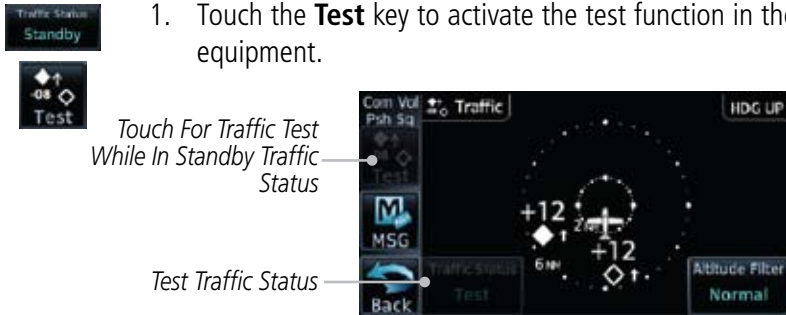 Traffic Status
Standby
-08
Test
1. Touch the Test key to activate the test function in the
equipment.
Touch For Traffic Test
While In Standby Traffic
Status
Test Traffic Status
Com Vol
Psh Sq
Traffic
HDG UP
Test
MSG
Back
+12
+12
6 NM
Traffic Status
Test
Altitude Filter
Normal